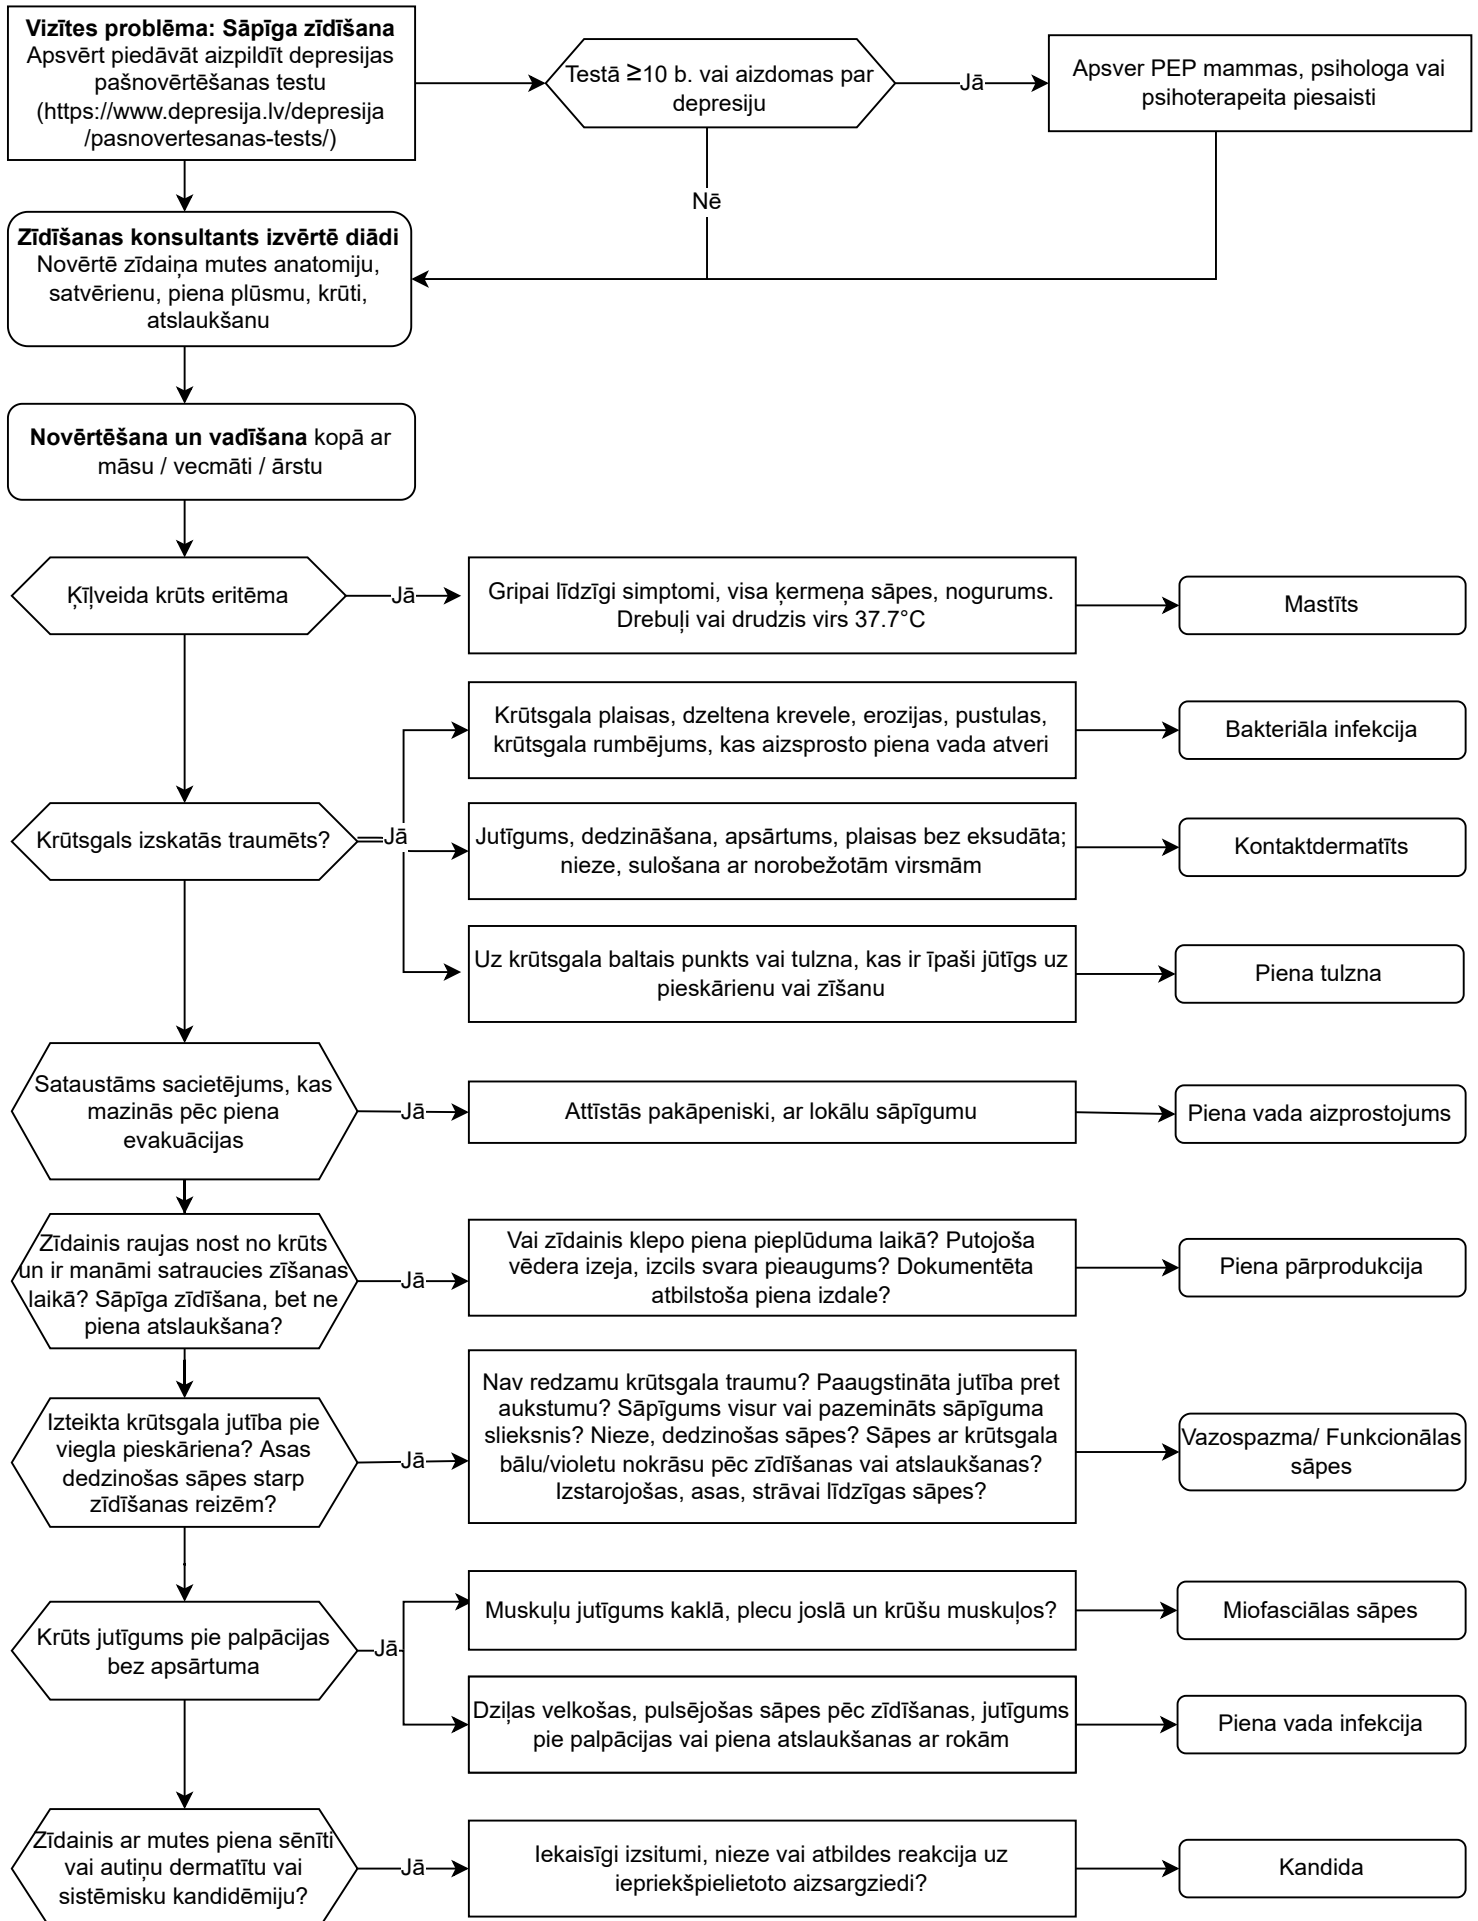 Vizītes problēma: Sāpīga zīdīšana
Apsvērt piedāvāt aizpildīt depresijas
pašnovērtēšanas testu
(https://www.depresija.lv/depresija
/pasnovertesanas-tests/)
Testā ≥10 b. vai aizdomas par
depresiju
Jā
Apsver PEP mammas, psihologa vai
psihoterapeita piesaisti
Nē
Zīdīšanas konsultants izvērtē diādi
Novērtē zīdaiņa mutes anatomiju,
satvērienu, piena plūsmu, krūti,
atslaukšanu
Novērtēšana un vadīšana kopā ar
māsu / vecmāti / ārstu
Ķīļveida krūts eritēma
Jā
Gripai līdzīgi simptomi, visa ķermeņa sāpes, nogurums.
Drebuļi vai drudzis virs 37.7°C
Mastīts
Krūtsgals izskatās traumēts?
Jā
Krūtsgala plaisas, dzeltena krevele, erozijas, pustulas,
krūtsgala rumbējums, kas aizsprosto piena vada atveri
Bakteriāla infekcija
Jutīgums, dedzināšana, apsārtums, plaisas bez eksudāta;
nieze, sulošana ar norobežotām virsmām
Kontaktdermatīts
Uz krūtsgala baltais punkts vai tulzna, kas ir īpaši jūtīgs uz
pieskārienu vai zīšanu
Piena tulzna
Sataustāms sacietējums, kas
mazinās pēc piena
evakuācijas
Jā
Attīstās pakāpeniski, ar lokālu sāpīgumu
Piena vada aizprostojums
Zīdainis raujas nost no krūts
un ir manāmi satraucies zīšanas
laikā? Sāpīga zīdīšana, bet ne
piena atslaukšana?
Jā
Vai zīdainis klepo piena pieplūduma laikā? Putojoša
vēdera izeja, izcils svara pieaugums? Dokumentēta
atbilstoša piena izdale?
Piena pārprodukcija
Izteikta krūtsgala jutība pie
viegla pieskāriena? Asas
dedzinošas sāpes starp
zīdīšanas reizēm?
Jā
Nav redzamu krūtsgala traumu? Paaugstināta jutība pret
aukstumu? Sāpīgums visur vai pazemināts sāpīguma
slieksnis? Nieze, dedzinošas sāpes? Sāpes ar krūtsgala
bālu/violetu nokrāsu pēc zīdīšanas vai atslaukšanas?
Izstarojošas, asas, strāvai līdzīgas sāpes?
Vazospazma/ Funkcionālas
sāpes
Krūts jutīgums pie palpācijas
bez apsārtuma
Jā
Muskuļu jutīgums kaklā, plecu joslā un krūšu muskuļos?
Miofasciālas sāpes
Dziļas velkošas, pulsējošas sāpes pēc zīdīšanas, jutīgums
pie palpācijas vai piena atslaukšanas ar rokām
Piena vada infekcija
Zīdainis ar mutes piena sēnīti
vai autiņu dermatītu vai
sistēmisku kandidēmiju?
Jā
Iekaisīgi izsitumi, nieze vai atbildes reakcija uz
iepriekšpielietoto aizsargziedi?
Kandida